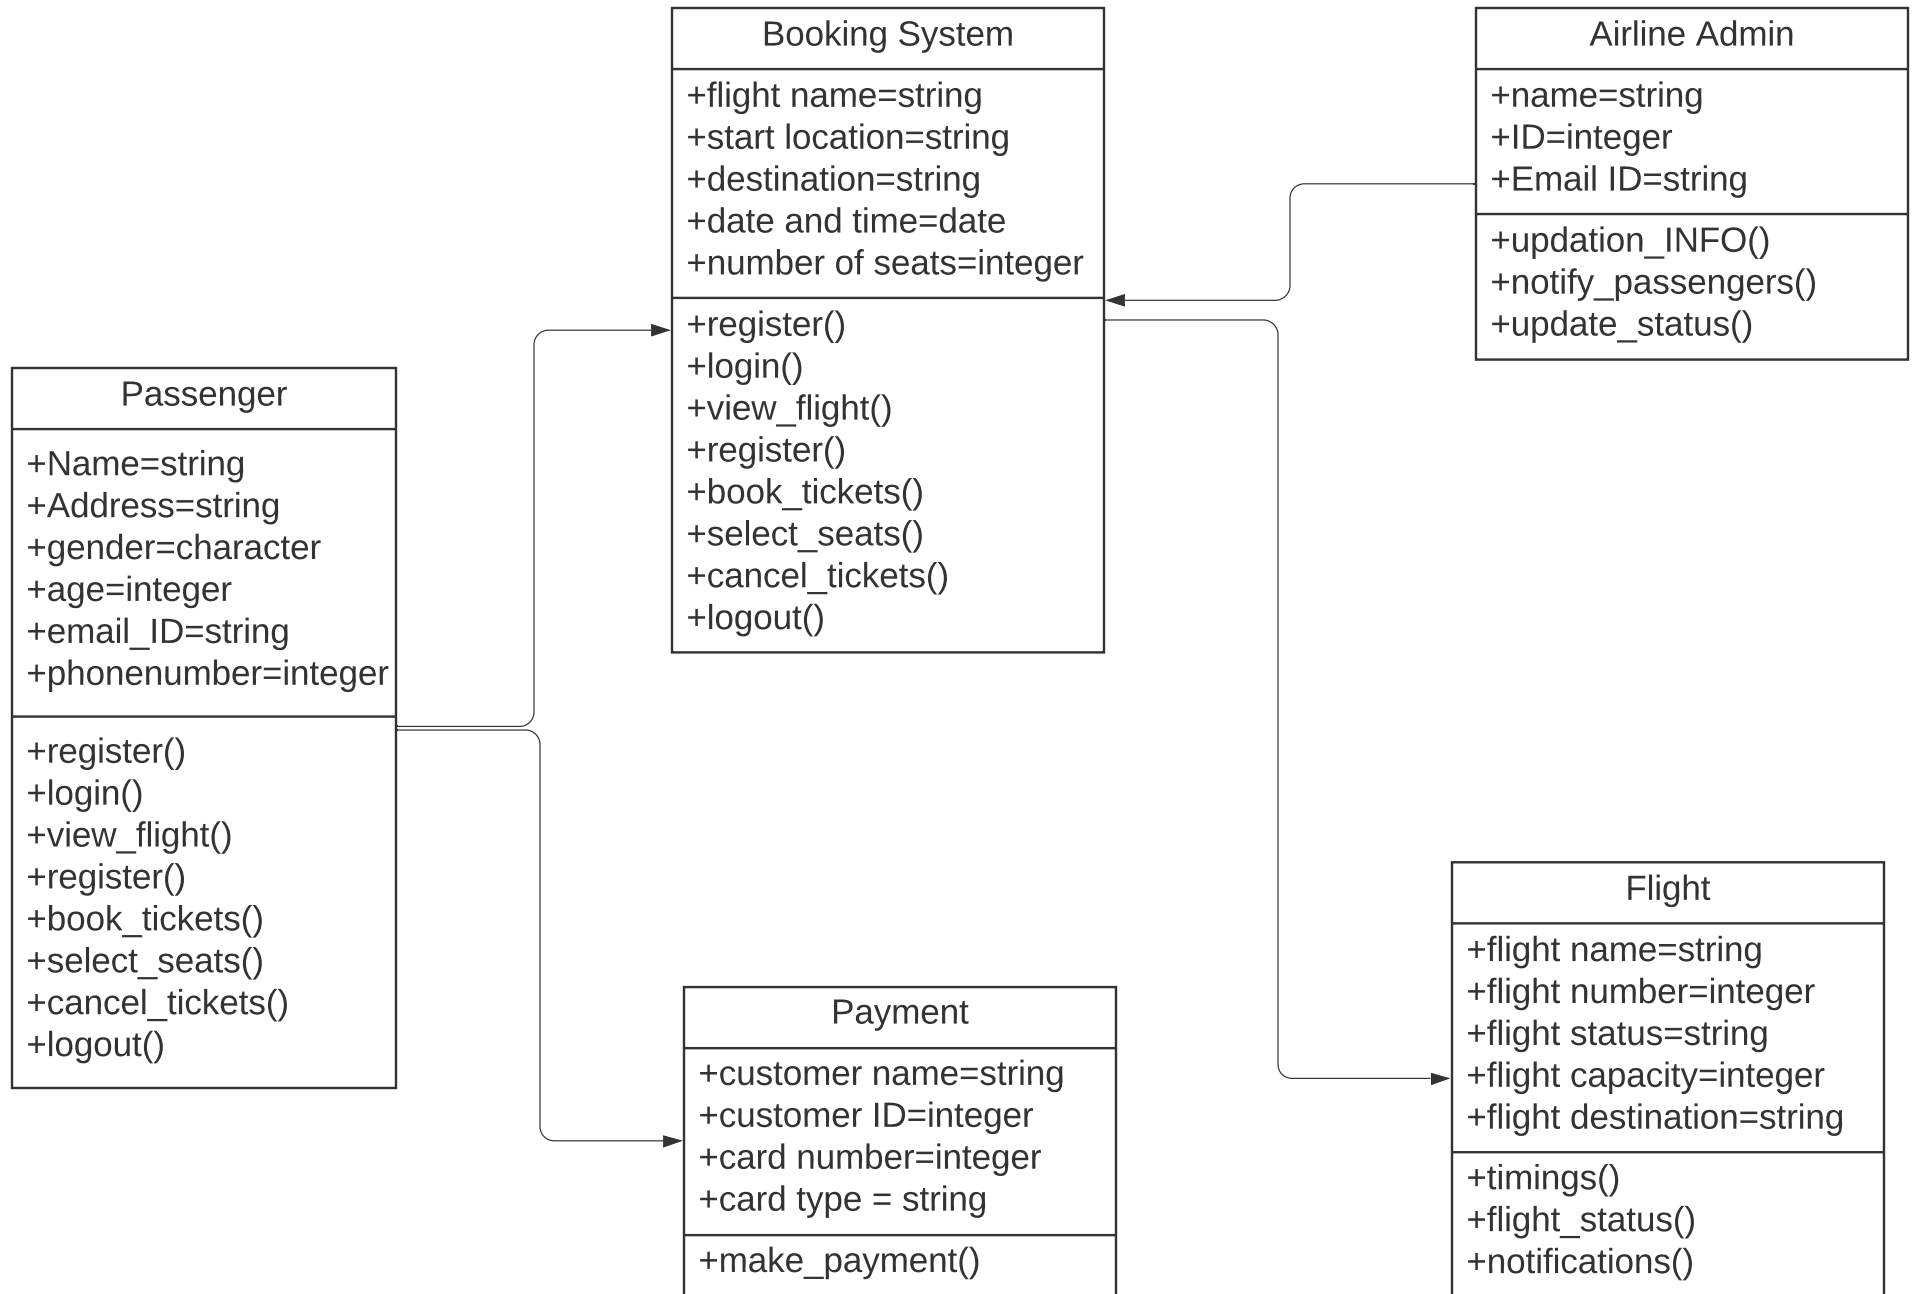 Booking System
+flight name=string
+start location=string
+destination=string
+date and time=date
+number of seats=integer
+register()
+login()
+view_flight()
+register()
+book_tickets()
+select_seats()
+cancel_tickets()
+logout()
Airline Admin
+name=string
+ID=integer
+Email ID=string
+updation_INFO()
+notify_passengers()
+update_status()
Passenger
+Name=string
+Address=string
+gender=character
+age=integer
+email_ID=string
+phonenumber=integer
+register()
+login()
+view_flight()
+register()
+book_tickets()
+select_seats()
+cancel_tickets()
+logout()
Payment
+customer name=string
+customer ID=integer
+card number=integer
+card type = string
+make_payment()
Flight
+flight name=string
+flight number=integer
+flight status=string
+flight capacity=integer
+flight destination=string
+timings()
+flight_status()
+notifications()